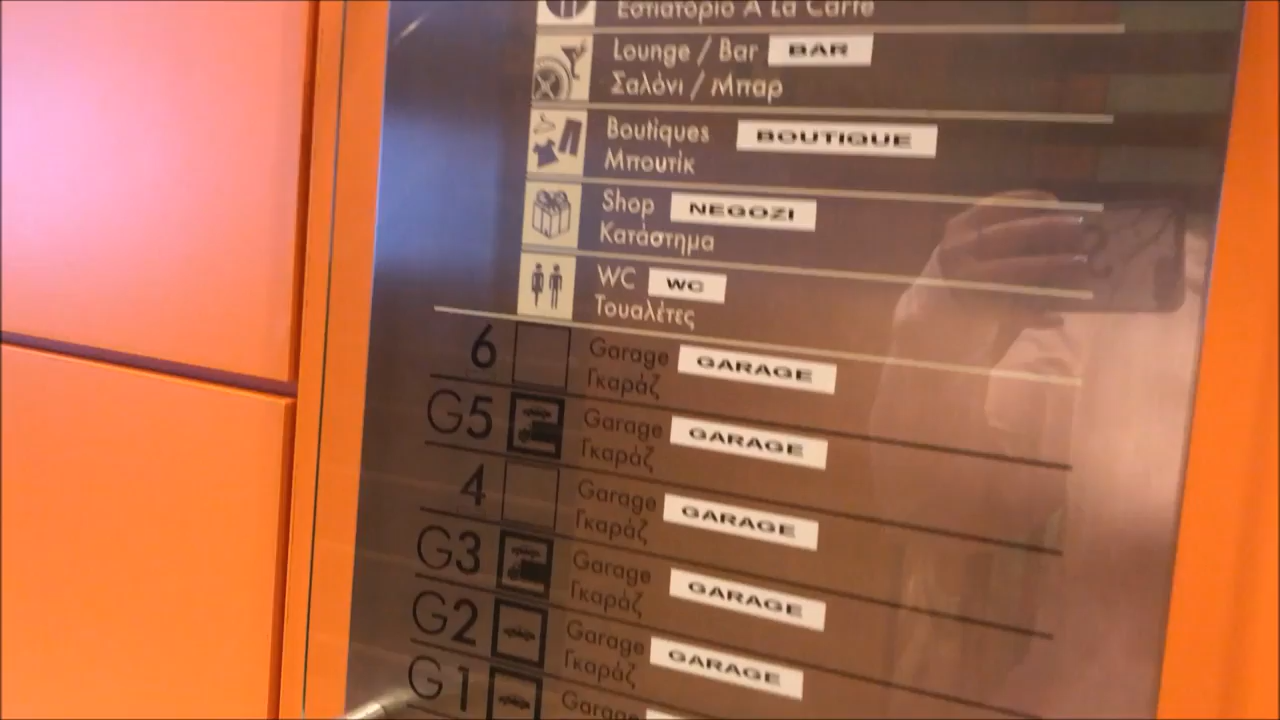 Εστιατόριο A La Carte
Lounge / Bar BAR
Σαλόνι / Μπαρ
Boutiques BOUTIQUE
Μπουτίκ
Shop NEGOZI
Κατάστημα
WC WC
Τουαλέτες
6 Garage GARAGE
Γκαράζ
G5 Garage GARAGE
Γκαράζ
4 Garage GARAGE
Γκαράζ
G3 Garage GARAGE
Γκαράζ
G2 Garage GARAGE
Γκαράζ
G1 Garage